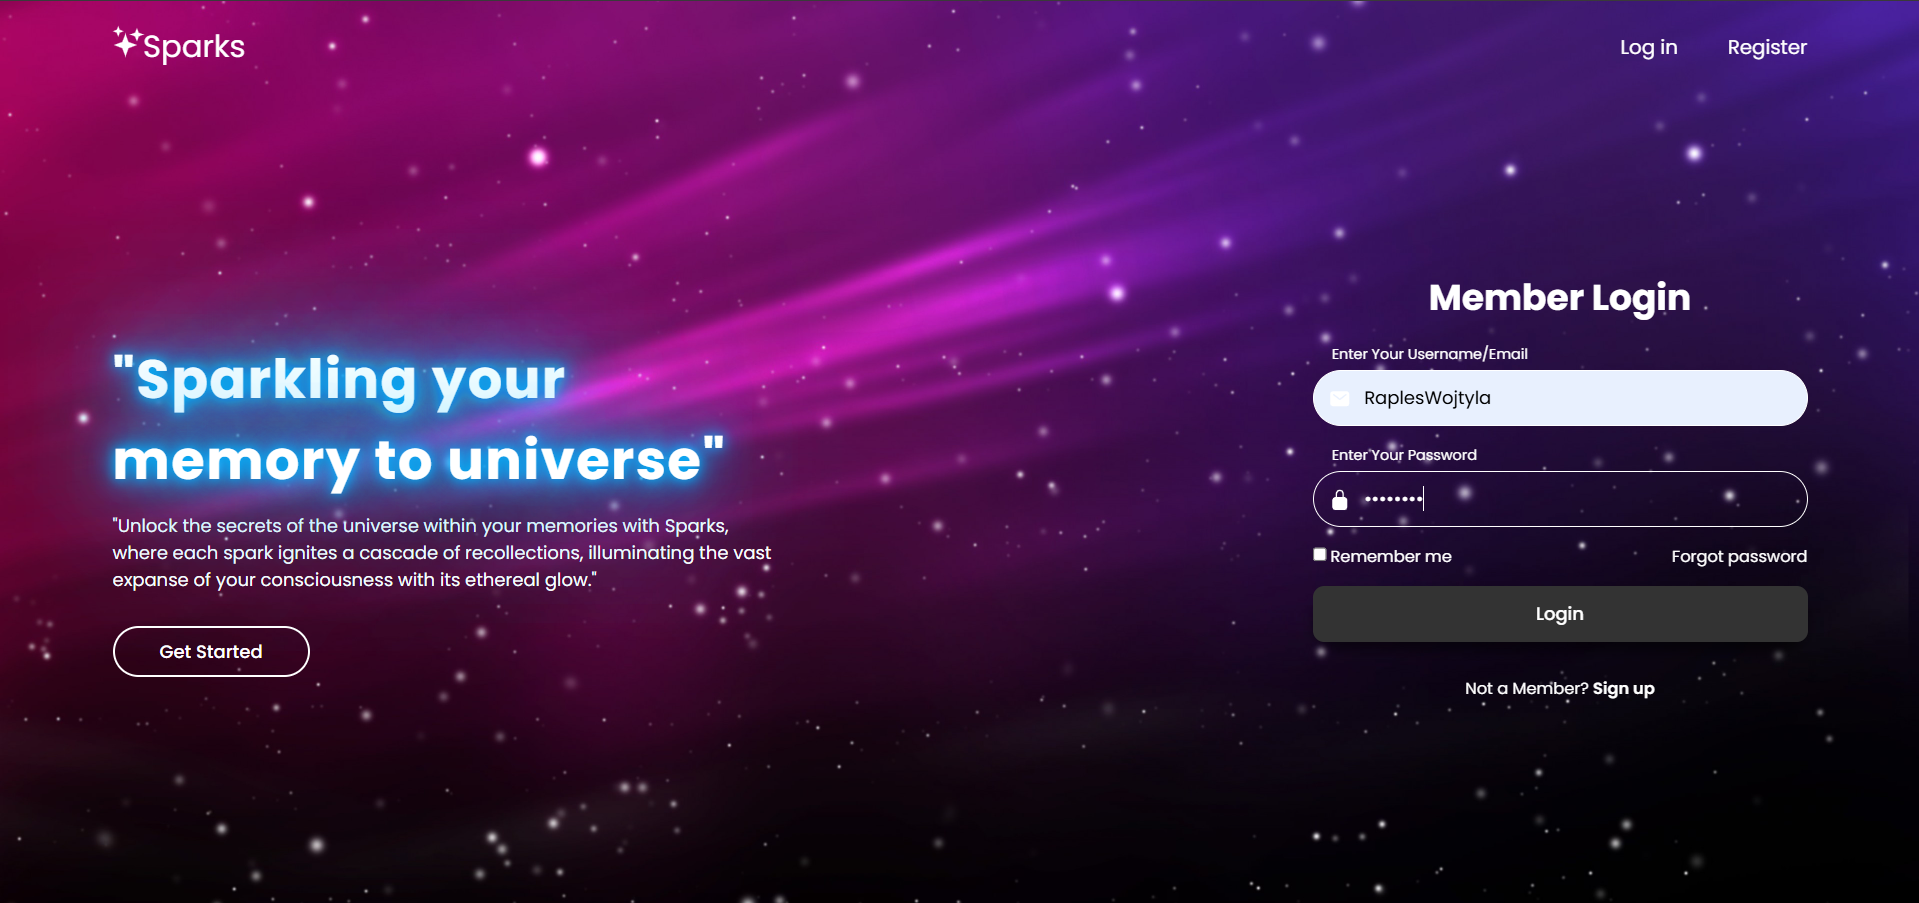 Sparks
Log in
Register
"Sparkling your
memory to universe"
"Unlock the secrets of the universe within your memories with Sparks,
where each spark ignites a cascade of recollections, illuminating the vast
expanse of your consciousness with its ethereal glow."
Get Started
Member Login
Enter Your Username/Email
RaplesWojtyla
Enter Your Password
••••••••
Remember me
Forgot password
Login
Not a Member? Sign up